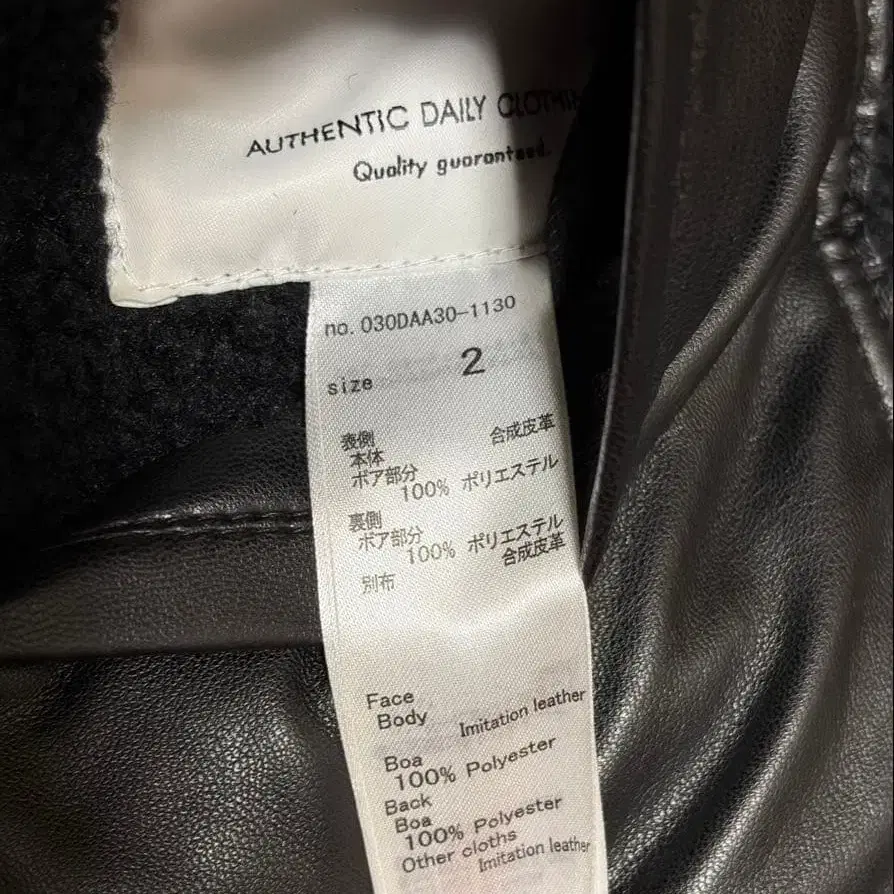 AUTHENTIC DAILY CLOTHIN
Quality guaranteed.
no. 030DAA30-1130
size 2
表側
本体 合成皮革
ボア部分
100% ポリエステル
裏側
ボア部分
100% ポリエステル
別布 合成皮革
Face
Body Imitation leather
Boa
100% Polyester
Back
Boa
100% Polyester
Other cloths
Imitation leather